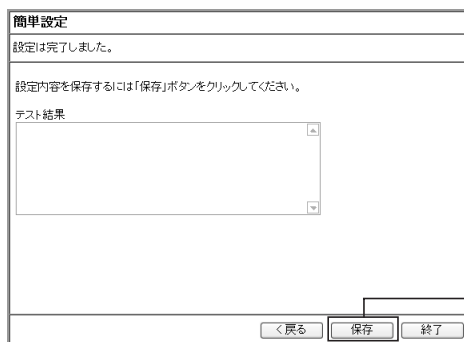 簡単設定
設定は完了しました。
設定内容を保存するには「保存」ボタンをクリックしてください。
テスト結果
<戻る 保存 終了